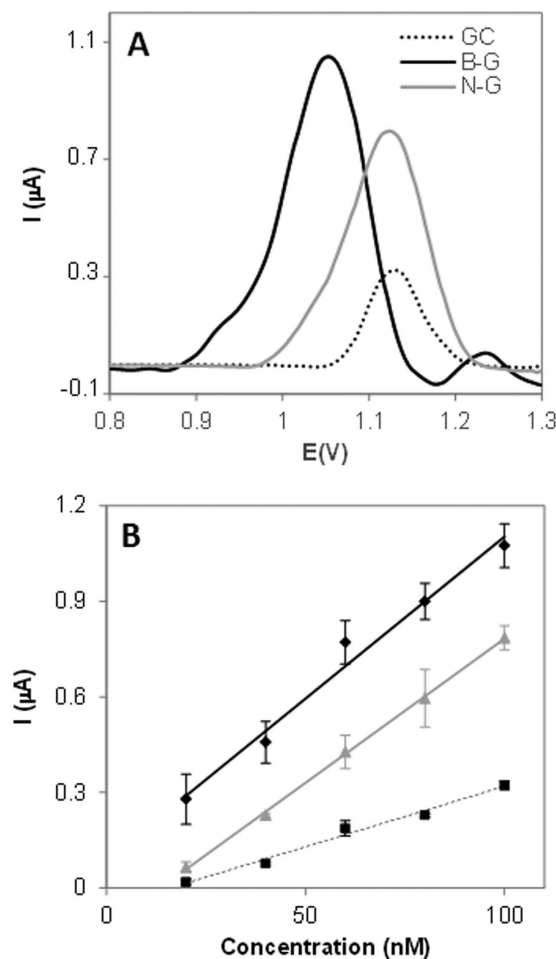 A
GC
B-G
N-G
1.1
0.7
0.3
-0.1
I (µA)
0.8 0.9 1 1.1 1.2 1.3
E(V)
B
1.2
0.9
0.6
0.3
0
I (µA)
0 50 100
Concentration (nM)